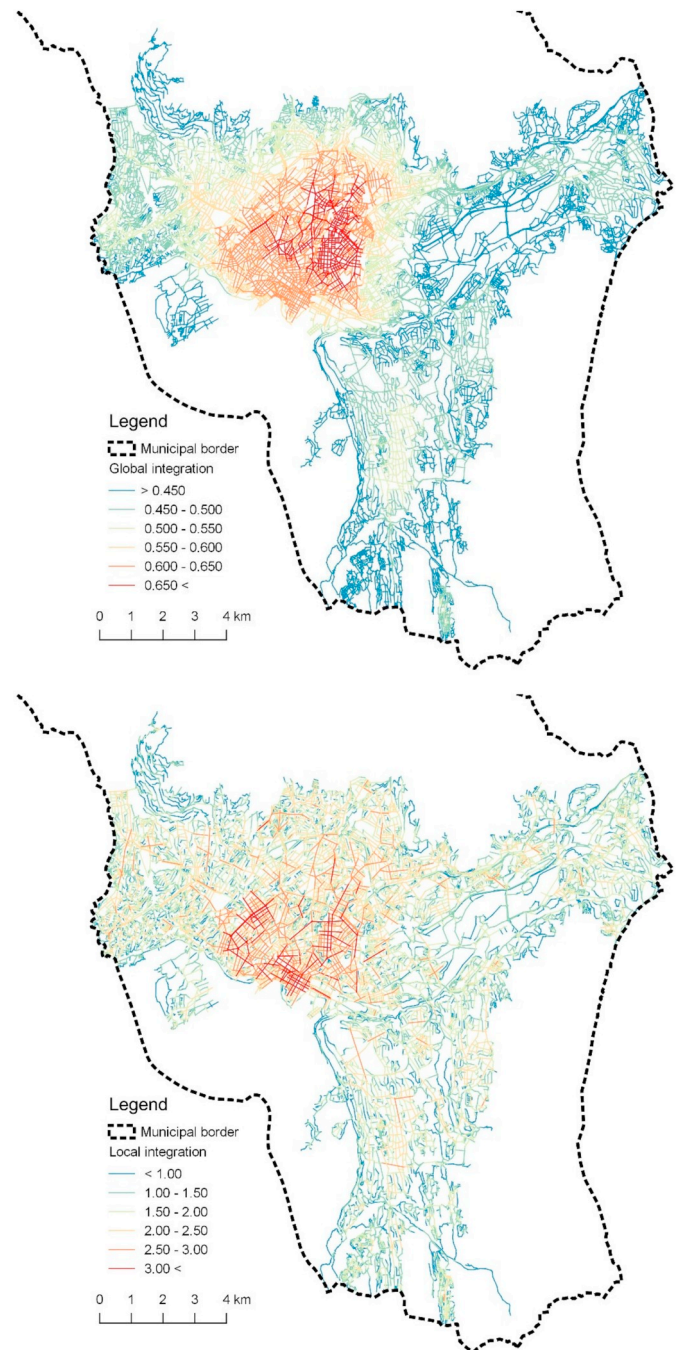 Legend
Municipal border
Global integration
> 0.450
0.450 - 0.500
0.500 - 0.550
0.550 - 0.600
0.600 - 0.650
0.650 <
0 1 2 3 4 km
Legend
Municipal border
Local integration
< 1.00
1.00 - 1.50
1.50 - 2.00
2.00 - 2.50
2.50 - 3.00
3.00 <
0 1 2 3 4 km